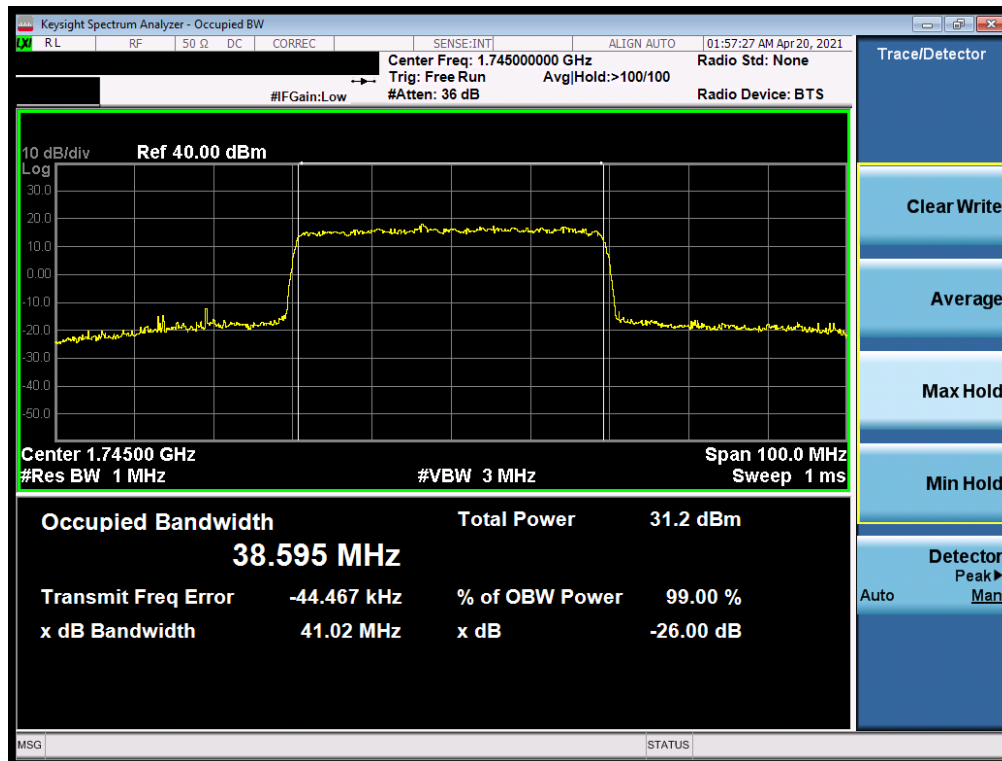 Keysight Spectrum Analyzer - Occupied BW
LXI RL RF 50 Ω DC CORREC SENSE:INT ALIGN AUTO 01:57:27 AM Apr 20, 2021
Center Freq: 1.745000000 GHz Radio Std: None
Trig: Free Run Avg|Hold:>100/100
#IFGain:Low #Atten: 36 dB Radio Device: BTS
Trace/Detector
10 dB/div Ref 40.00 dBm
Log
30.0
20.0
10.0
0.00
-10.0
-20.0
-30.0
-40.0
-50.0
Center 1.74500 GHz Span 100.0 MHz
#Res BW 1 MHz #VBW 3 MHz Sweep 1 ms
Occupied Bandwidth Total Power 31.2 dBm
38.595 MHz
Transmit Freq Error -44.467 kHz % of OBW Power 99.00 %
x dB Bandwidth 41.02 MHz x dB -26.00 dB
Clear Write
Average
Max Hold
Min Hold
Detector
Peak▶
Auto Man
MSG STATUS